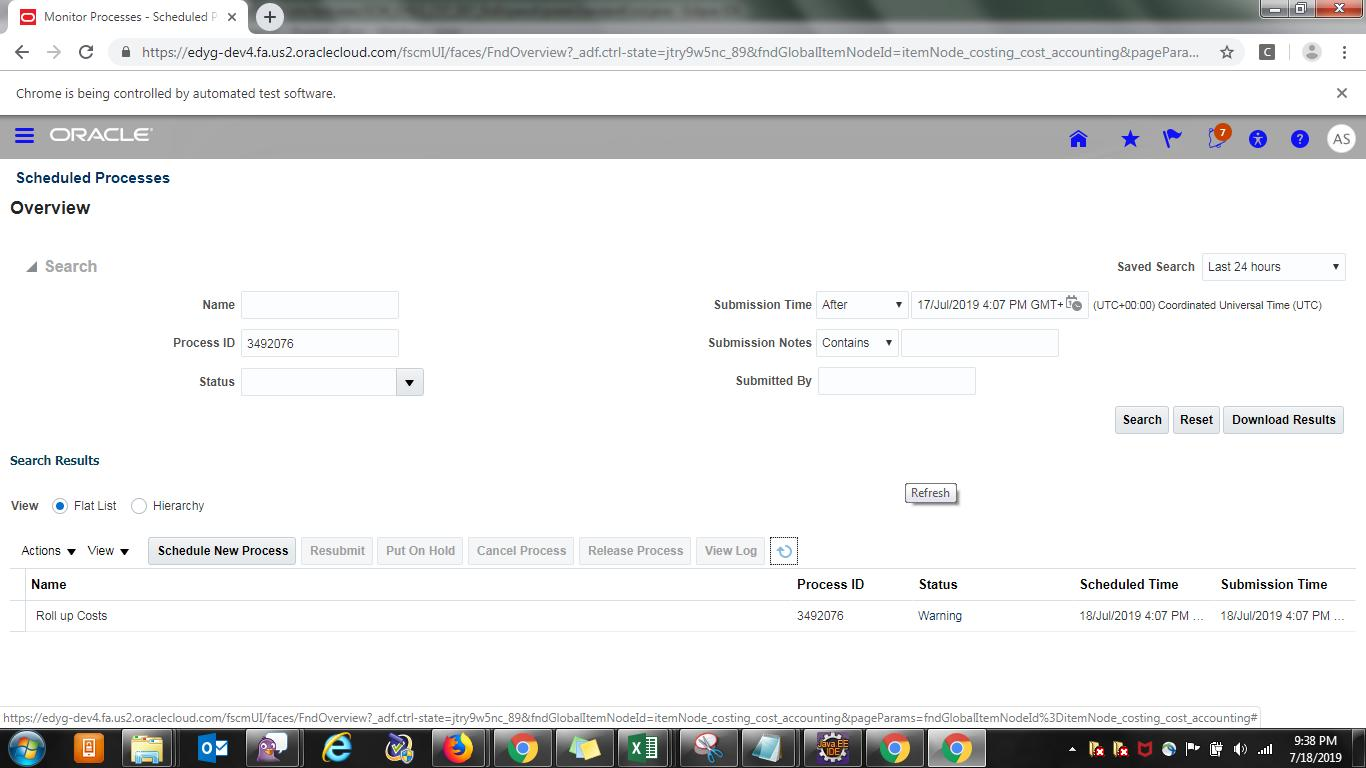 Monitor Processes - Scheduled P
https://edyg-dev4.fa.us2.oraclecloud.com/fscmUI/faces/FndOverview?_adf.ctrl-state=jtry9w5nc_89&fndGlobalItemNodeId=itemNode_costing_cost_accounting&pagePara...
C
Chrome is being controlled by automated test software.
ORACLE
7
AS
Scheduled Processes
Overview
Search
Saved Search Last 24 hours
Name
Submission Time After 17/Jul/2019 4:07 PM GMT+ (UTC+00:00) Coordinated Universal Time (UTC)
Process ID 3492076
Submission Notes Contains
Status
Submitted By
Search Reset Download Results
Search Results
Refresh
View Flat List Hierarchy
Actions View Schedule New Process Resubmit Put On Hold Cancel Process Release Process View Log
Name Process ID Status Scheduled Time Submission Time
Roll up Costs 3492076 Warning 18/Jul/2019 4:07 PM ... 18/Jul/2019 4:07 PM ...
https://edyg-dev4.fa.us2.oraclecloud.com/fscmUI/faces/FndOverview?_adf.ctrl-state=jtry9w5nc_89&fndGlobalItemNodeId=itemNode_costing_cost_accounting&pageParams=fndGlobalItemNodeId%3DitemNode_costing_cost_accounting#
Java EE
IDE
9:38 PM
7/18/2019